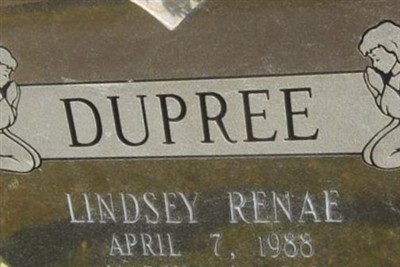 DUPREE
LINDSEY RENAE
APRIL 7, 1988